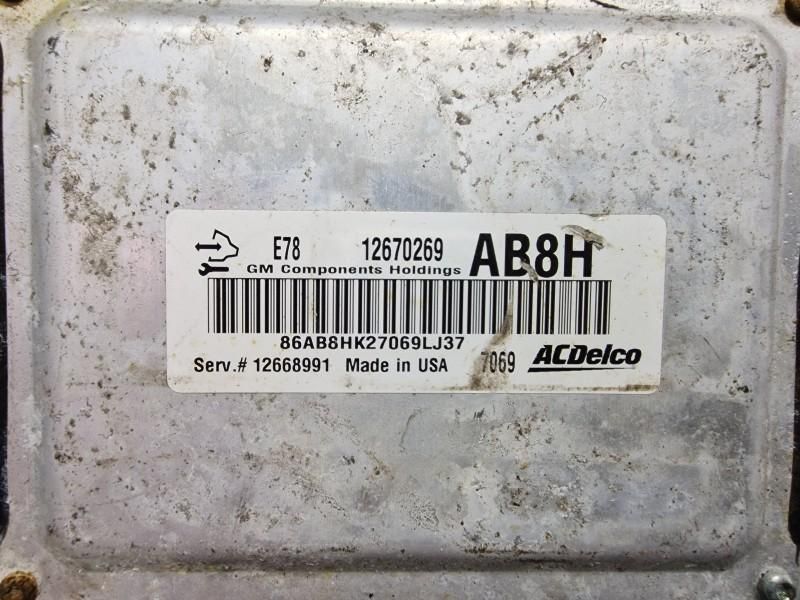 E78 12670269 AB8H
GM Components Holdings
86AB8HK27069LJ37
Serv.# 12668991 Made in USA 7069 ACDelco